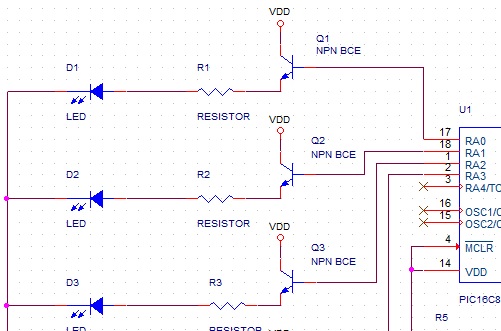 VDD
Q1
NPN BCE
D1
R1
LED
RESISTOR
U1
VDD
17
RA0
18
RA1
Q2
NPN BCE
1
RA2
D2
R2
2
RA3
3
RA4/TO
16
OSC1/C
15
OSC2/C
LED
RESISTOR
VDD
4
MCLR
Q3
NPN BCE
14
VDD
D3
R3
PIC16C8
R5
LED
RESISTOR
VDD